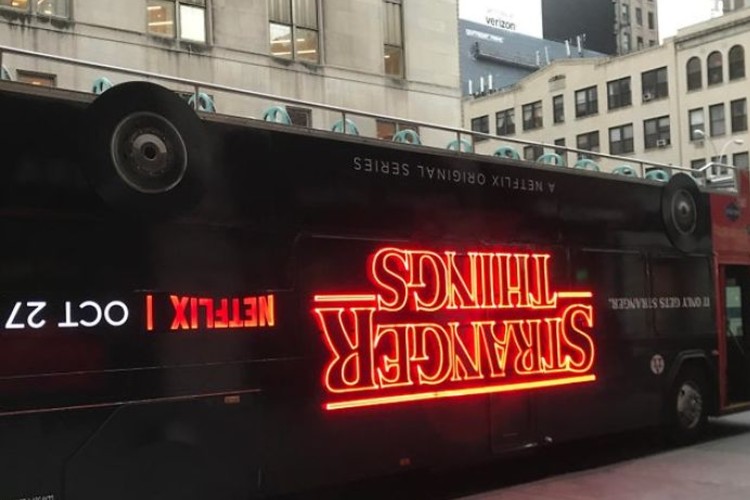 verizon
A NETFLIX ORIGINAL SERIES
STRANGER
THINGS
NETFLIX | OCT 27
IT ONLY GETS STRANGER.